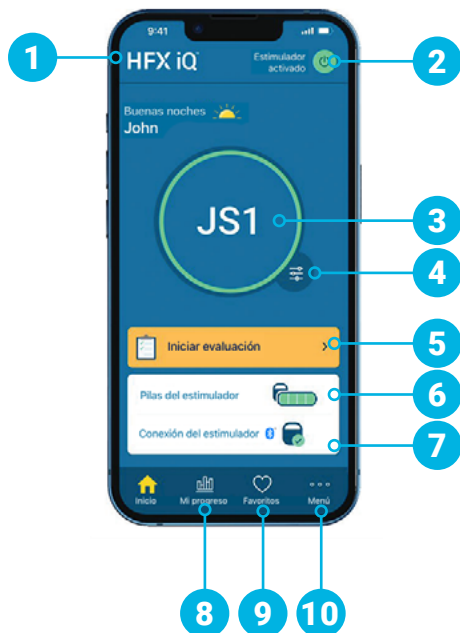 9:41
1
HFX iQ
Estimulador
activado
2
Buenas noches
John
JS1
3
4
Iniciar evaluación
5
Pilas del estimulador
6
Conexión del estimulador
7
Inicio
Mi progreso
Favoritos
Menú
8
9
10